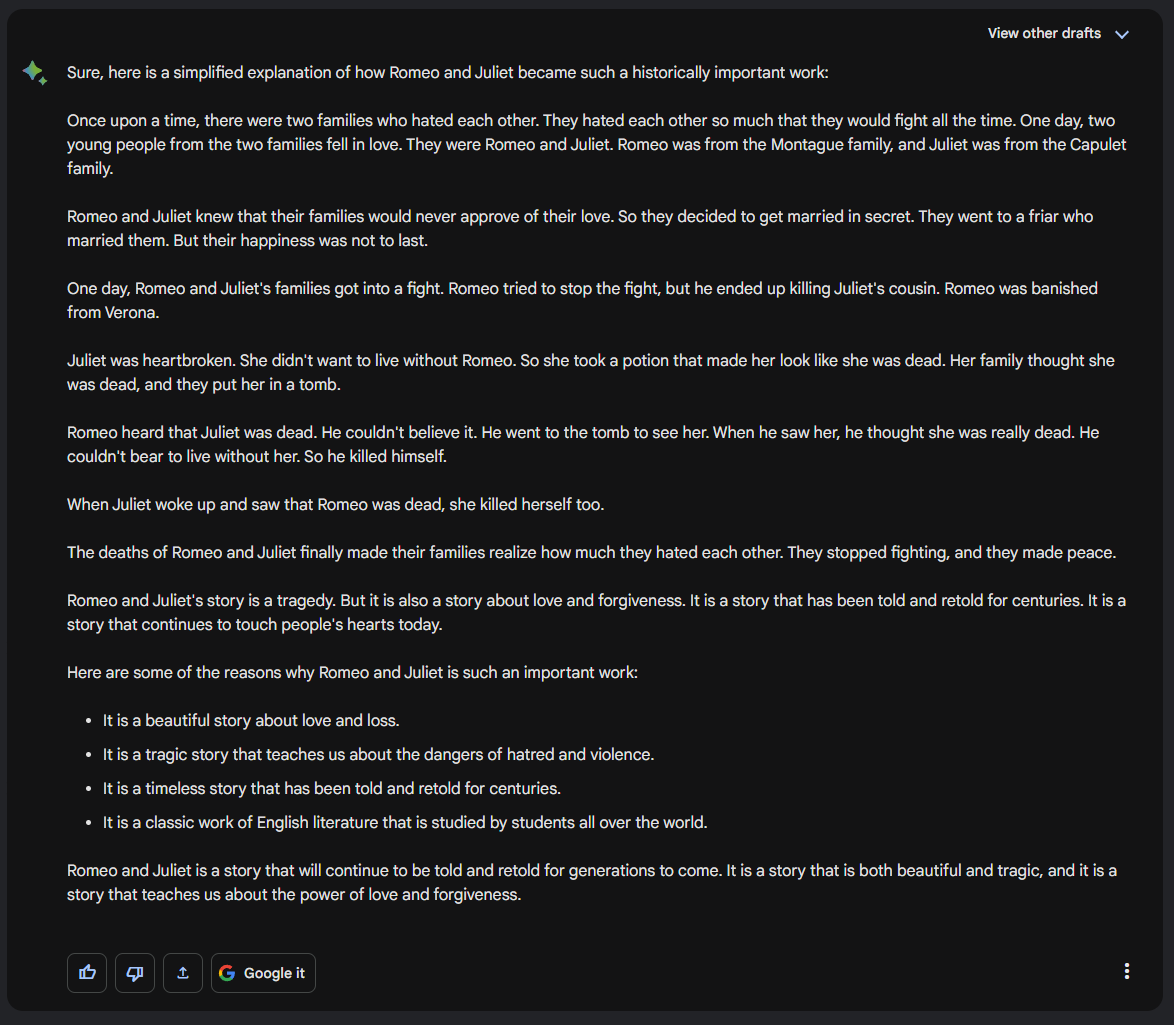 View other drafts
Sure, here is a simplified explanation of how Romeo and Juliet became such a historically important work:
Once upon a time, there were two families who hated each other. They hated each other so much that they would fight all the time. One day, two
young people from the two families fell in love. They were Romeo and Juliet. Romeo was from the Montague family, and Juliet was from the Capulet
family.
Romeo and Juliet knew that their families would never approve of their love. So they decided to get married in secret. They went to a friar who
married them. But their happiness was not to last.
One day, Romeo and Juliet's families got into a fight. Romeo tried to stop the fight, but he ended up killing Juliet's cousin. Romeo was banished
from Verona.
Juliet was heartbroken. She didn't want to live without Romeo. So she took a potion that made her look like she was dead. Her family thought she
was dead, and they put her in a tomb.
Romeo heard that Juliet was dead. He couldn't believe it. He went to the tomb to see her. When he saw her, he thought she was really dead. He
couldn't bear to live without her. So he killed himself.
When Juliet woke up and saw that Romeo was dead, she killed herself too.
The deaths of Romeo and Juliet finally made their families realize how much they hated each other. They stopped fighting, and they made peace.
Romeo and Juliet's story is a tragedy. But it is also a story about love and forgiveness. It is a story that has been told and retold for centuries. It is a
story that continues to touch people's hearts today.
Here are some of the reasons why Romeo and Juliet is such an important work:
• It is a beautiful story about love and loss.
• It is a tragic story that teaches us about the dangers of hatred and violence.
• It is a timeless story that has been told and retold for centuries.
• It is a classic work of English literature that is studied by students all over the world.
Romeo and Juliet is a story that will continue to be told and retold for generations to come. It is a story that is both beautiful and tragic, and it is a
story that teaches us about the power of love and forgiveness.
Google it